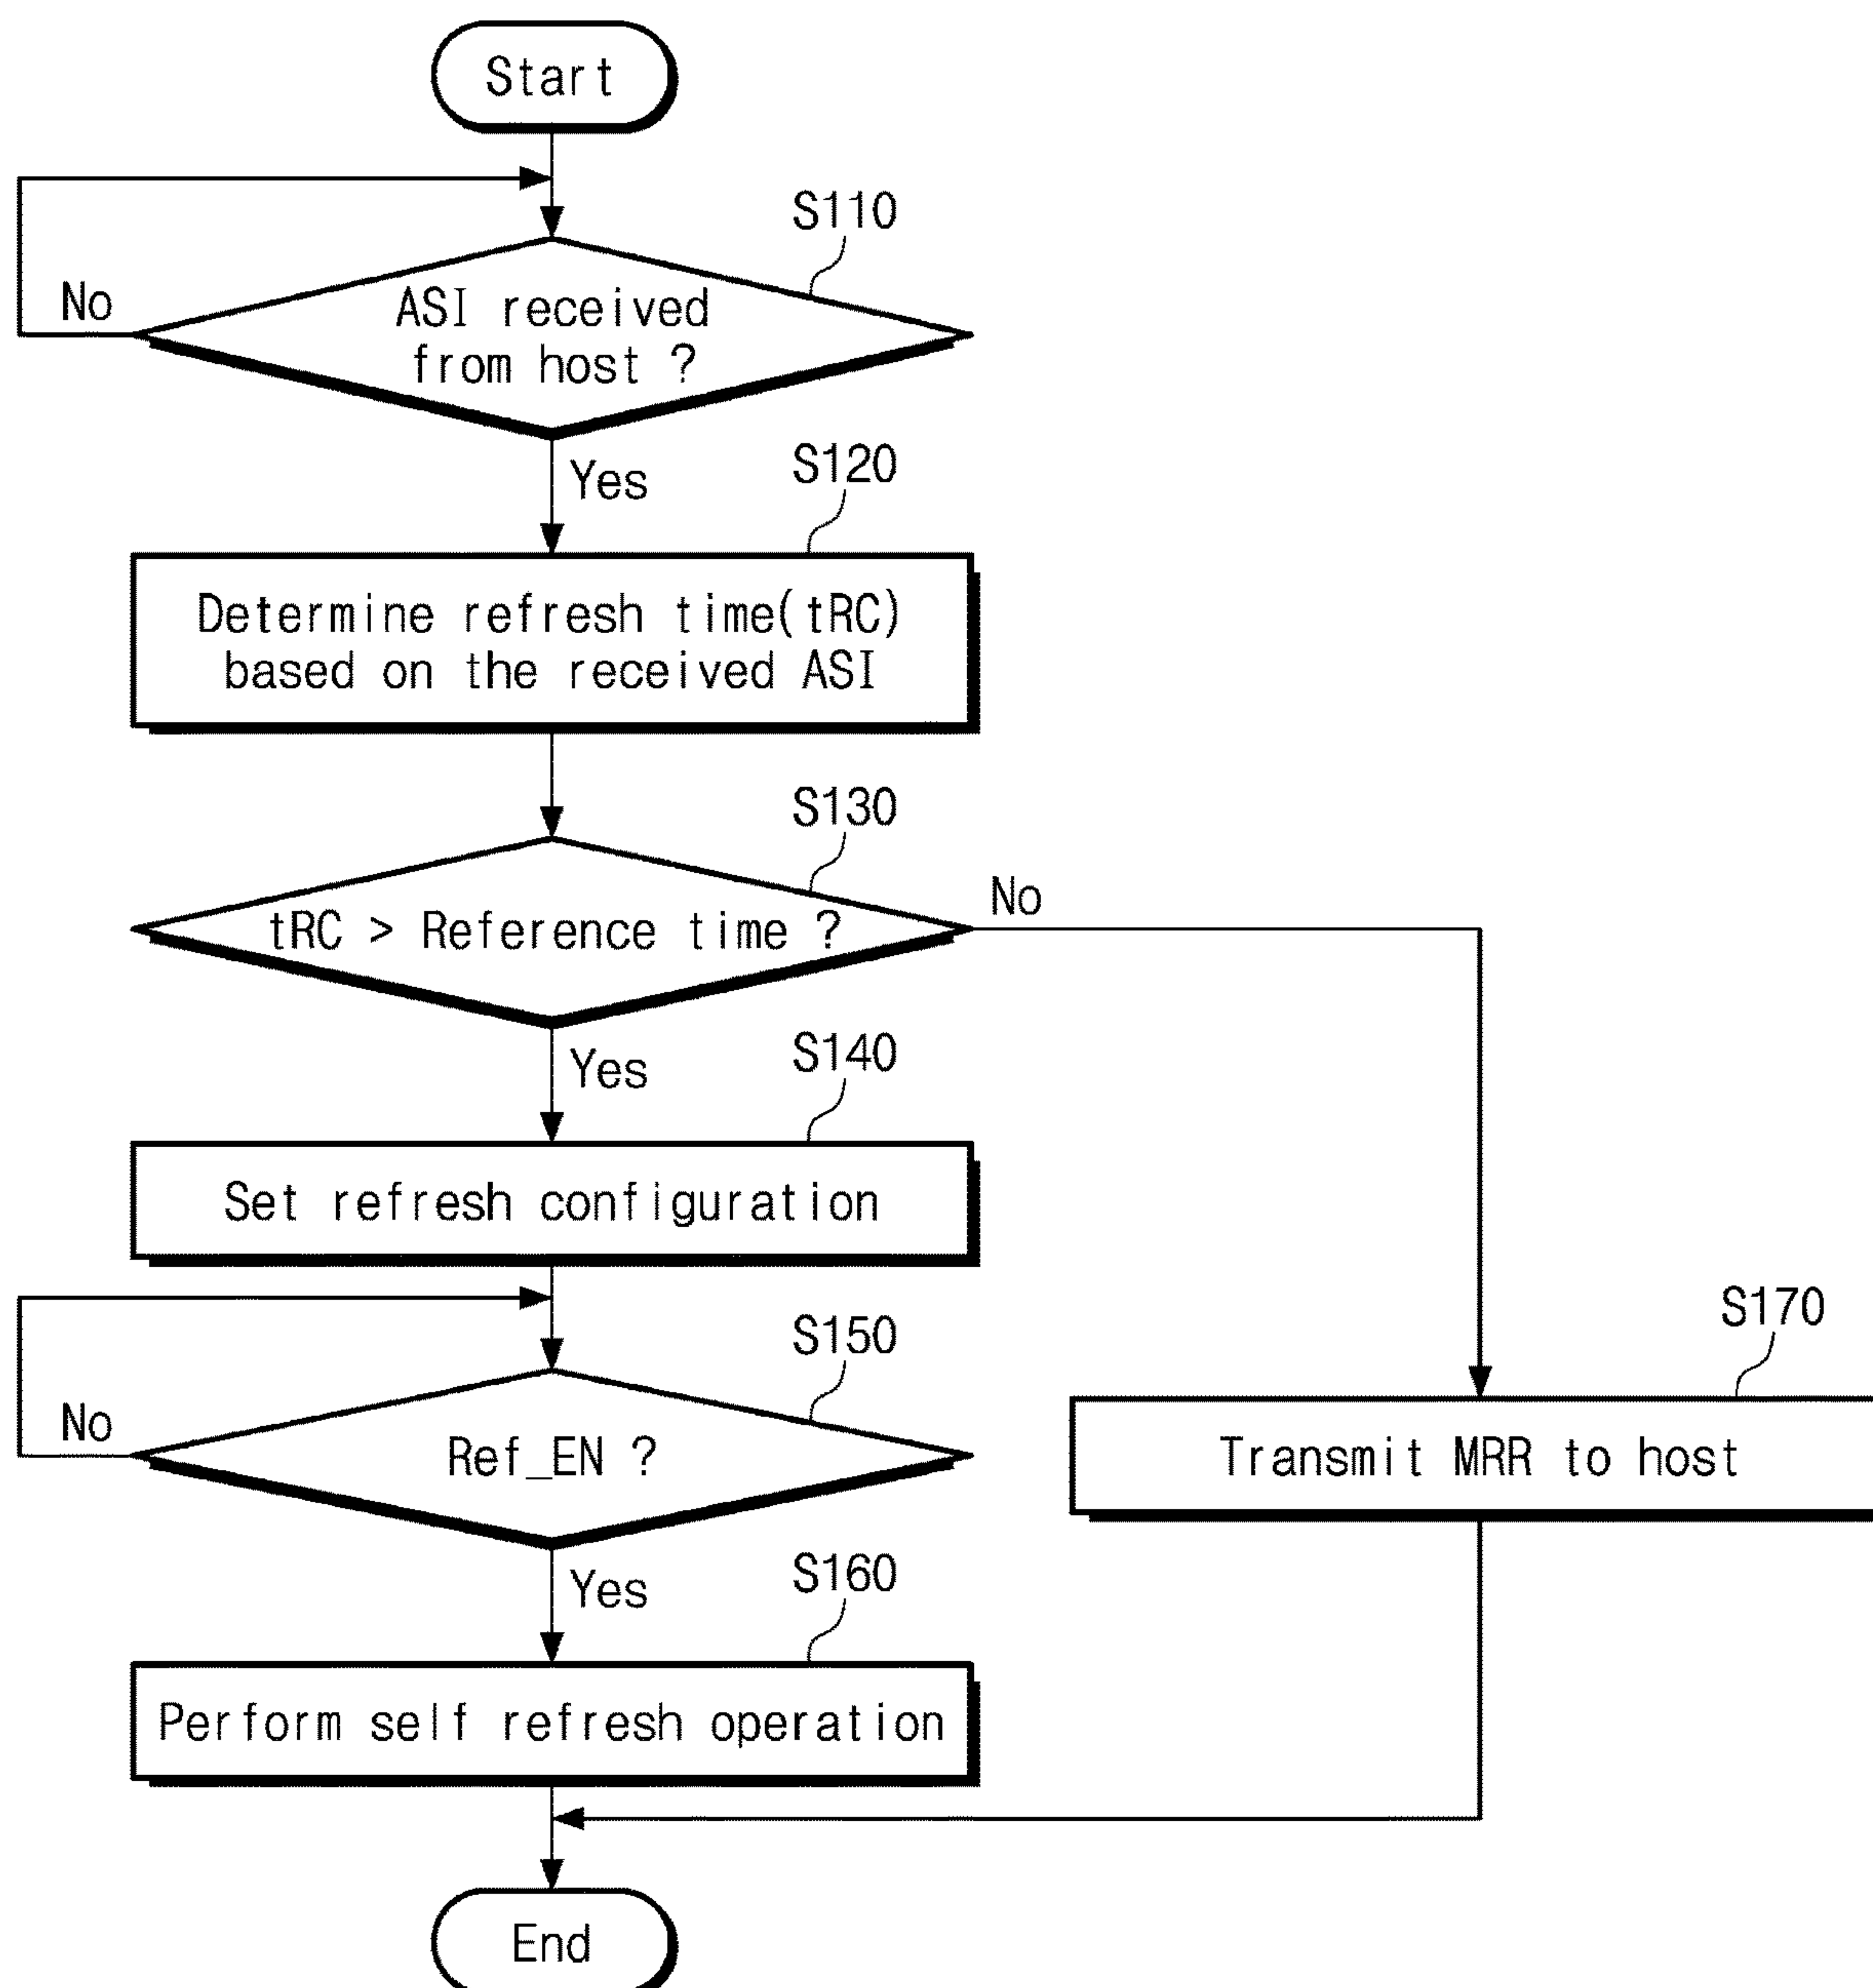 Start
S110
No
ASI received
from host ?
Yes
S120
Determine refresh time(tRC)
based on the received ASI
S130
tRC > Reference time ?
No
Yes
S140
Set refresh configuration
S150
No
Ref_EN ?
S170
Transmit MRR to host
Yes
S160
Perform self refresh operation
End